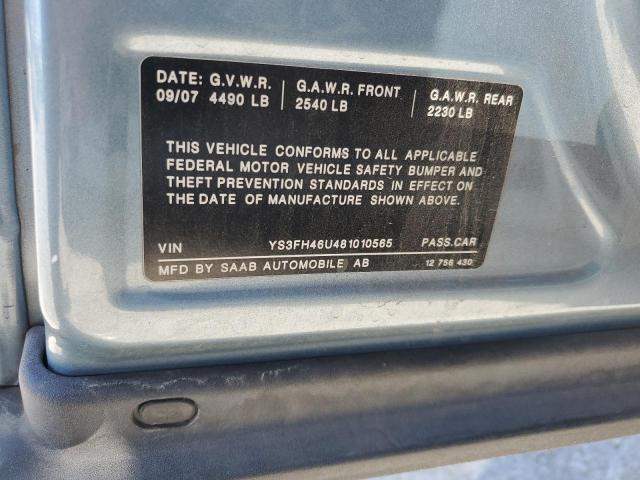 DATE: G.V.W.R. G.A.W.R. FRONT G.A.W.R. REAR
09/07 4490 LB 2540 LB 2230 LB
THIS VEHICLE CONFORMS TO ALL APPLICABLE
FEDERAL MOTOR VEHICLE SAFETY BUMPER AND
THEFT PREVENTION STANDARDS IN EFFECT ON
THE DATE OF MANUFACTURE SHOWN ABOVE.
VIN YS3FH46U481010565 PASS.CAR
MFD BY SAAB AUTOMOBILE AB 12 756 430